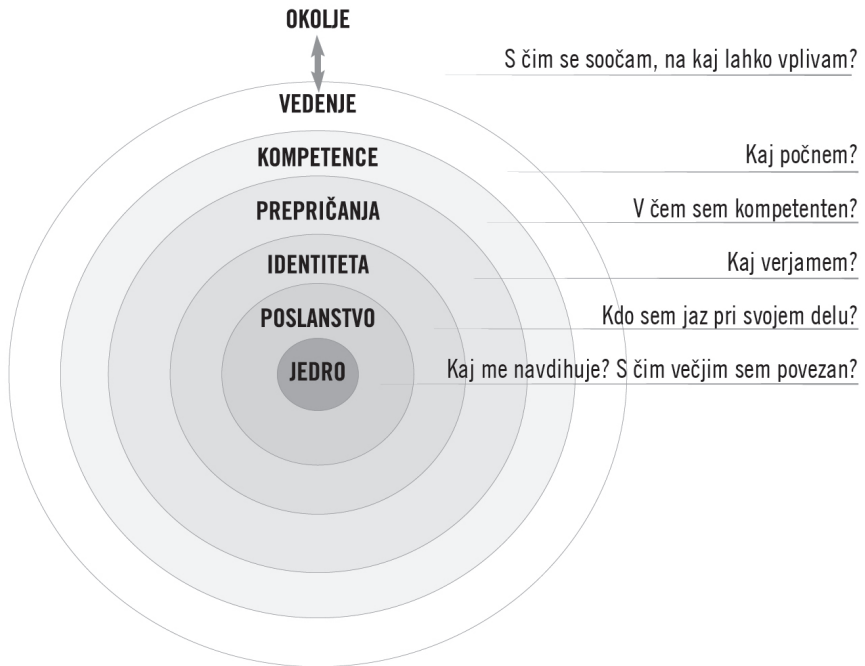 OKOLJE
S čim se soočam, na kaj lahko vplivam?
VEDENJE
KOMPETENCE
Kaj počnem?
PREPRIČANJA
V čem sem kompetenten?
IDENTITETA
Kaj verjamem?
POSLANSTVO
Kdo sem jaz pri svojem delu?
JEDRO
Kaj me navdihuje? S čim večjim sem povezan?